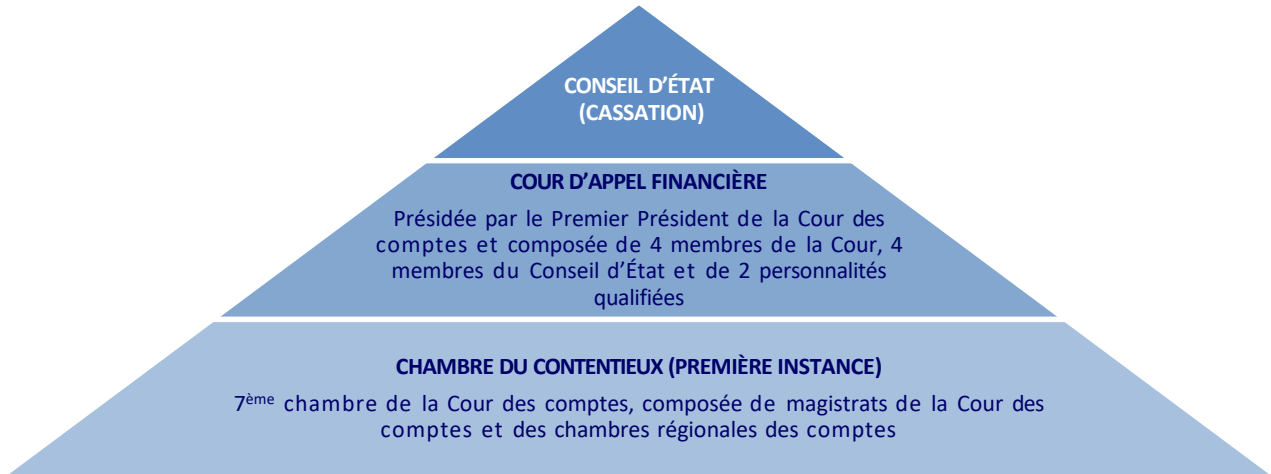 CONSEIL D’ÉTAT
(CASSATION)
COUR D’APPEL FINANCIÈRE
Présidée par le Premier Président de la Cour des
comptes et composée de 4 membres de la Cour, 4
membres du Conseil d’État et de 2 personnalités
qualifiées
CHAMBRE DU CONTENTIEUX (PREMIÈRE INSTANCE)
7ème chambre de la Cour des comptes, composée de magistrats de la Cour des
comptes et des chambres régionales des comptes